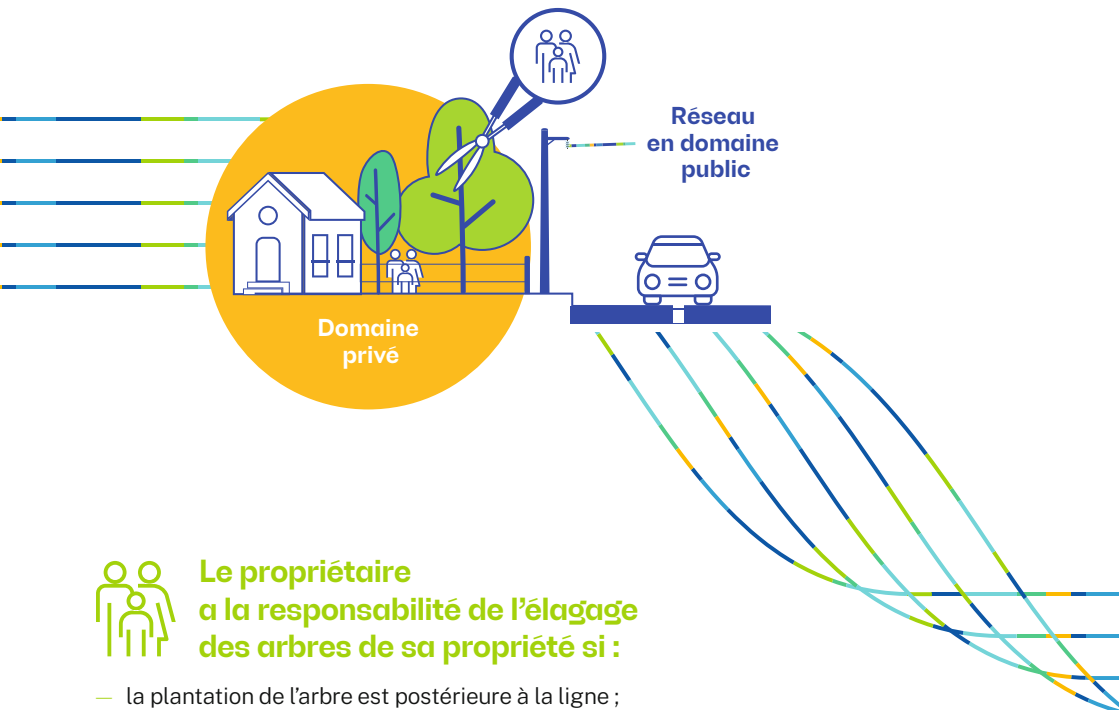 Réseau
en domaine
public
Domaine
privé
Le propriétaire
a la responsabilité de l’élagage
des arbres de sa propriété si :
— la plantation de l’arbre est postérieure à la ligne ;